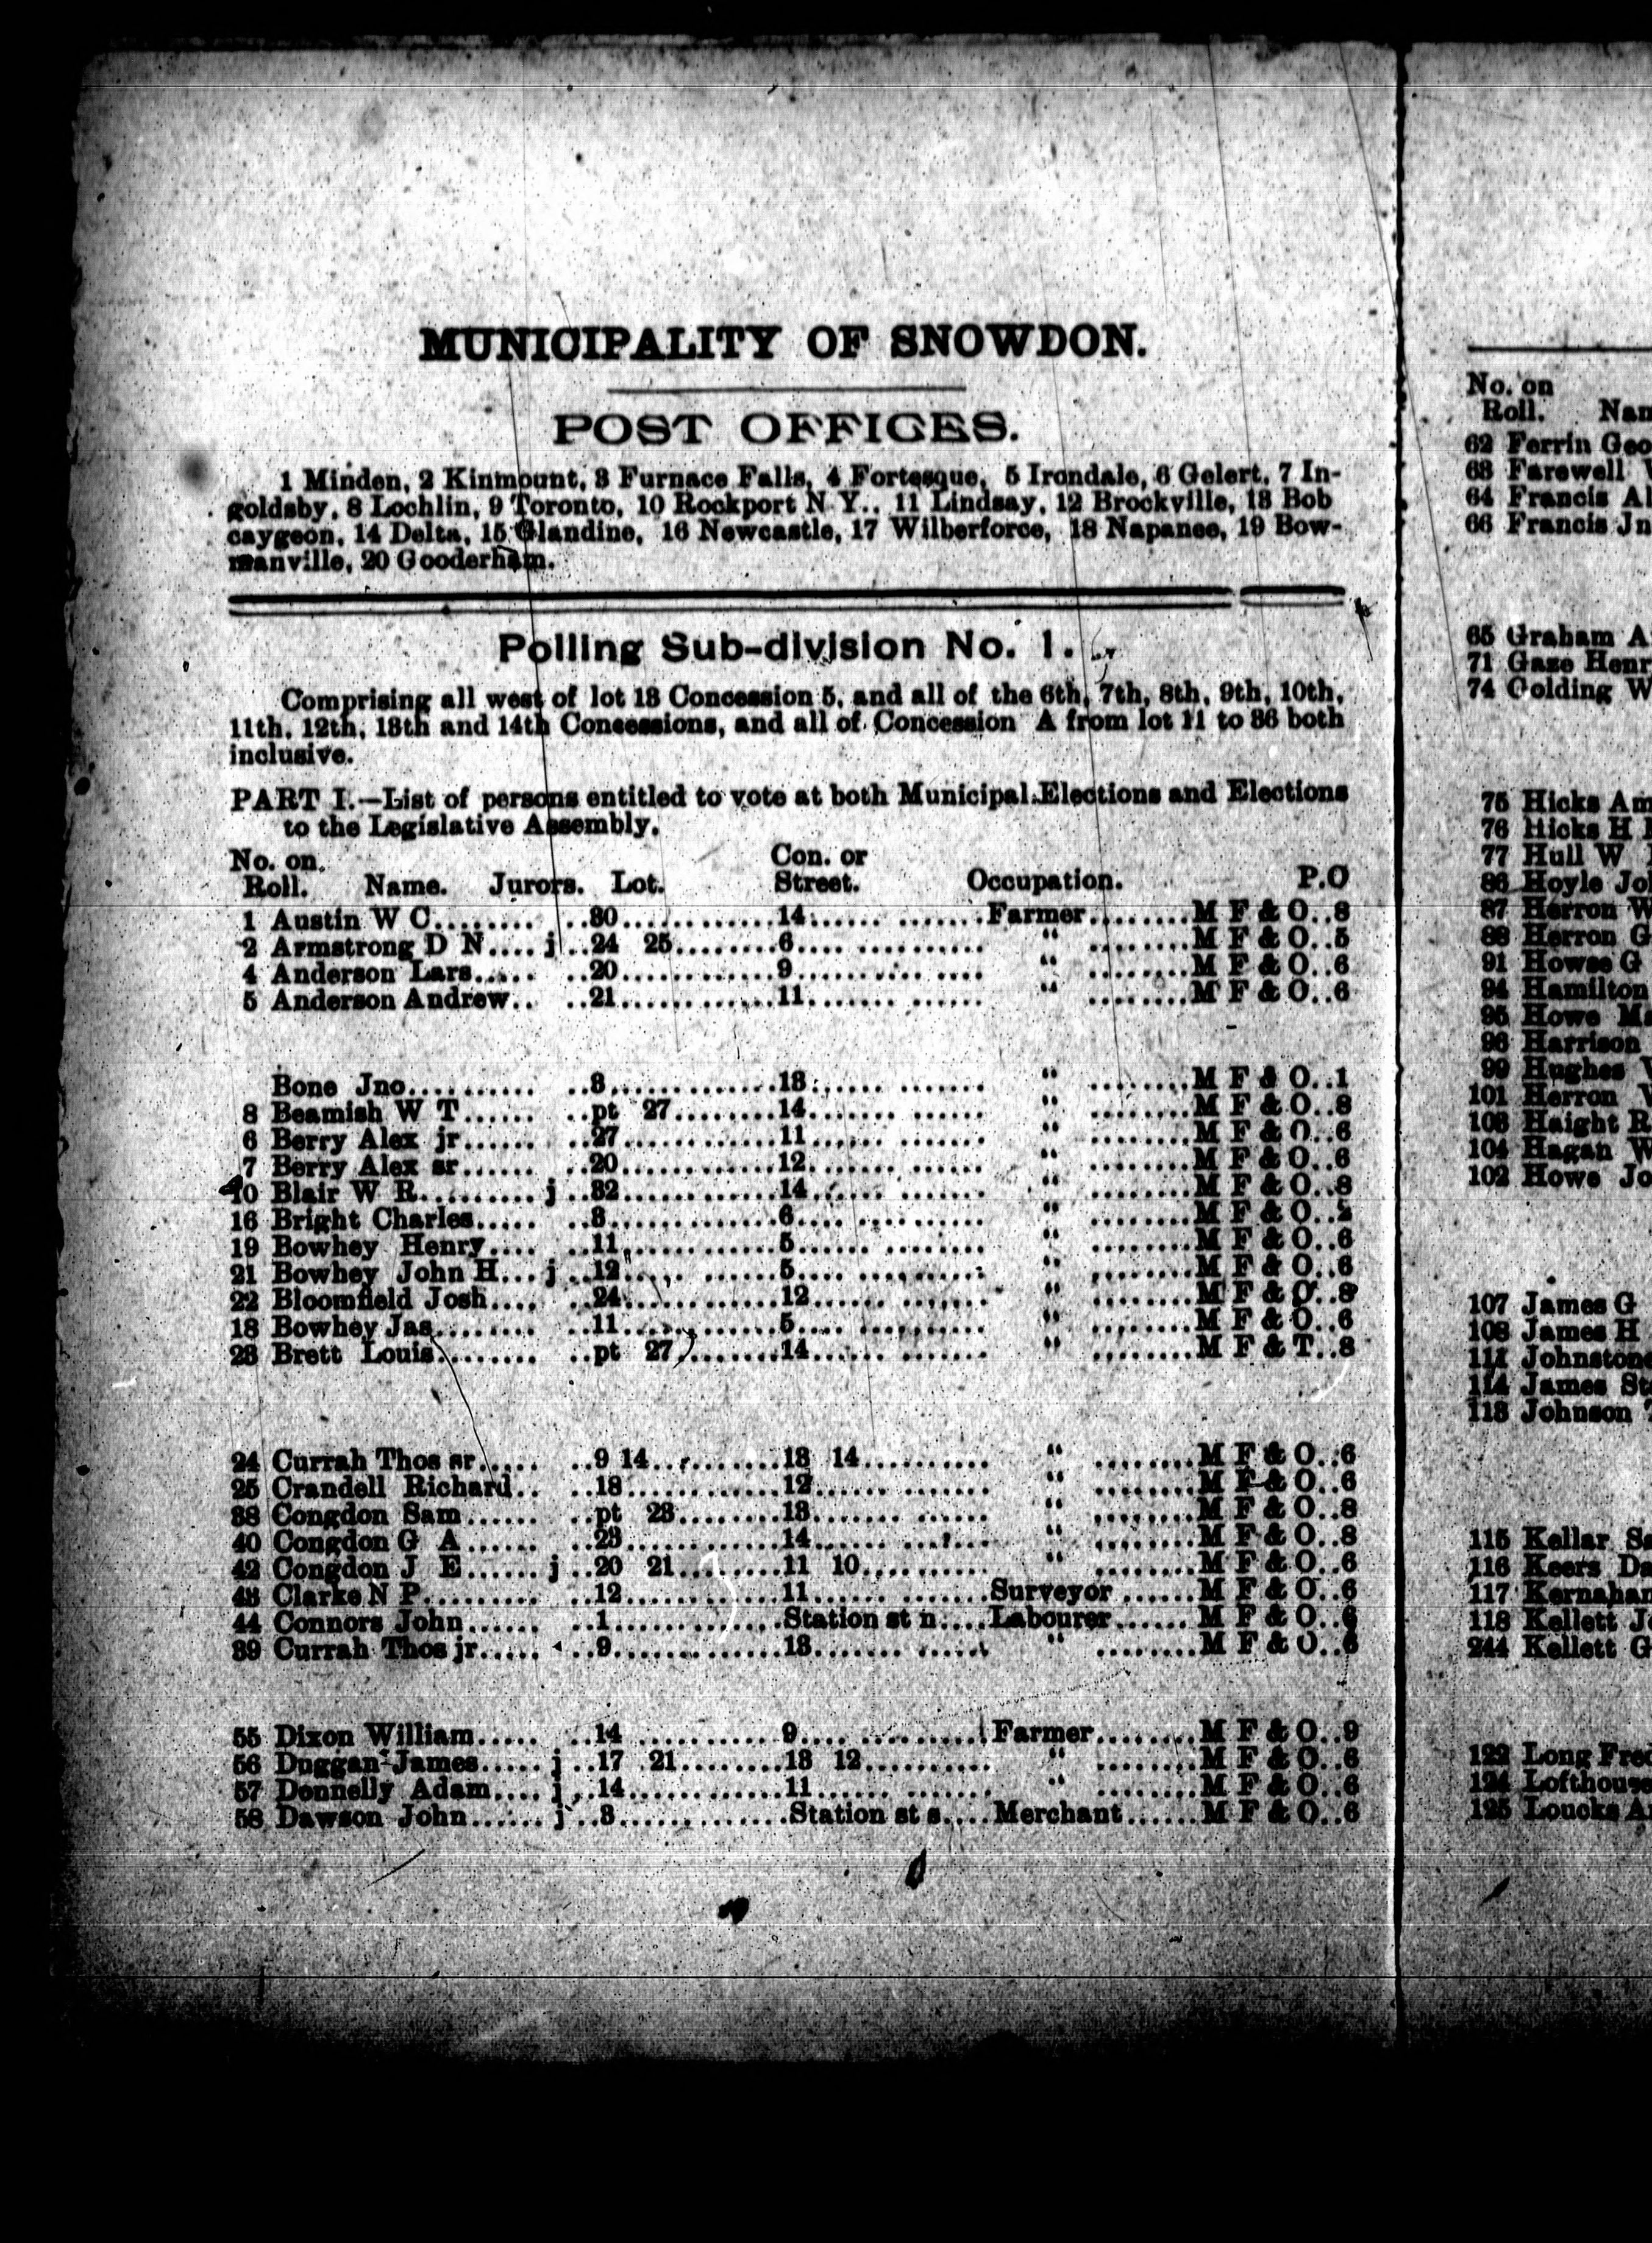 MUNICIPALITY OF SNOWDON.
POST OFFICES.
1 Minden, 2 Kinmount, 3 Furnace Falls, 4 Fortesque, 5 Irondale, 6 Gelert, 7 In-
goldsby, 8 Lochlin, 9 Toronto, 10 Rockport N Y., 11 Lindsay, 12 Brockville, 13 Bob
caygeon, 14 Delta, 15 Glandine, 16 Newcastle, 17 Wilberforce, 18 Napanee, 19 Bow-
manville, 20 Gooderham.
Polling Sub-division No. 1.
Comprising all west of lot 13 Concession 5, and all of the 6th, 7th, 8th, 9th, 10th,
11th, 12th, 13th and 14th Concessions, and all of Concession A from lot 11 to 36 both
inclusive.
PART I.—List of persons entitled to vote at both Municipal Elections and Elections
to the Legislative Assembly.
No. on Con. or
Roll. Name. Jurors. Lot. Street. Occupation. P.O
1 Austin W C......... ..30............14...... .......Farmer........M F & O..8
2 Armstrong D N.... j ..24 25........6.... .......... " ........M F & O..5
4 Anderson Lars...... ..20............9.......... .... " ........M F & O..6
5 Anderson Andrew.. ..21............11....... ...... " ........M F & O..6
Bone Jno.......... ..3............13...... ....... " ........M F & O..1
8 Beamish W T...... ..pt 27........14....... ...... " ........M F & O..8
6 Berry Alex jr...... ..27............11...... ....... " ........M F & O..6
7 Berry Alex sr...... ..20............12....... ...... " ........M F & O..6
10 Blair W R......... j ..32............14...... ....... " ........M F & O..8
16 Bright Charles..... ..3............6.... .......... " ........M F & O..
19 Bowhey Henry.... ..11............5...... ........ " ........M F & O..6
21 Bowhey John H... j ..12..... .......5.... .......... " ........M F & O..6
22 Bloomfield Josh.... ..24............12...... ....... " ........M F & O..8
18 Bowhey Jas........ ..11............5.... .......... " ........M F & O..6
23 Brett Louis........ ..pt 27........14...... ....... " ........M F & T..8
24 Currah Thos sr..... ..9 14..........13 14.......... " ........M F & O..6
25 Crandell Richard.. ..18............12............. " ........M F & O..6
38 Congdon Sam...... ..pt 23........13....... ...... " ........M F & O..8
40 Congdon G A...... ..23............14...... ....... " ........M F & O..8
42 Congdon J E...... j ..20 21........11 10.......... " ........M F & O..6
43 Clarke N P......... ..12............11...... .......Surveyor ......M F & O..6
44 Connors John...... ..1............Station st n....Labourer......M F & O..6
39 Currah Thos jr..... ..9............13....... ...... " ........M F & O..6
55 Dixon William..... ..14 ...........9.... ..........Farmer........M F & O..9
56 Duggan James..... j ..17 21........13 12.......... " ........M F & O..6
57 Donnelly Adam.... j ..14............11...... ....... " ........M F & O..6
58 Dawson John...... j ..3............Station st s....Merchant......M F & O..6
No. on
Roll.
62 Ferrin Geo
63 Farewell
64 Francis Al
66 Francis Jn
65 Graham A
71 Gaze Henr
74 Golding W
75 Hicks Am
76 Hicks H
77 Hull W
86 Hoyle Jo
87 Herron W
88 Herron G
91 Howse G
94 Hamilton
95 Howe Ma
96 Harrison
99 Hughes
101 Herron
103 Haight R
104 Hagan W
102 Howe Jo
107 James G
108 James H
111 Johnstone
114 James St
113 Johnson
115 Kellar Sa
116 Keers Da
117 Kernahan
118 Kellett J
244 Kellett G
122 Long Fred
124 Lofthouse
125 Loucks A